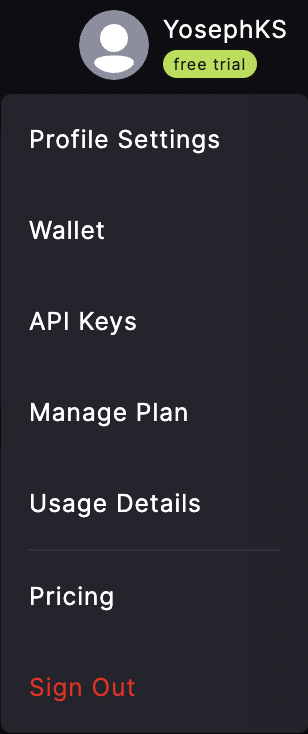 YosephKS
free trial
Profile Settings
Wallet
API Keys
Manage Plan
Usage Details
Pricing
Sign Out